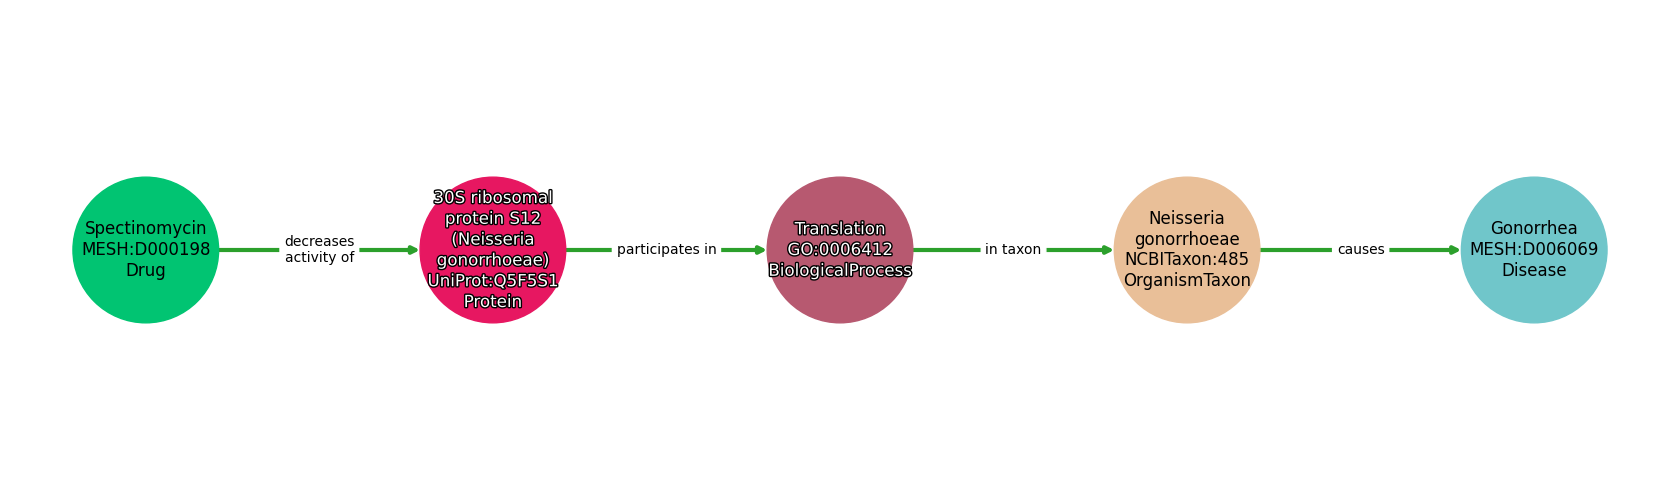 Spectinomycin
MESH:D000198
Drug
decreases
activity of
30S ribosomal
protein S12
(Neisseria
gonorrhoeae)
UniProt:Q5F5S1
Protein
participates in
Translation
GO:0006412
BiologicalProcess
in taxon
Neisseria
gonorrhoeae
NCBITaxon:485
OrganismTaxon
causes
Gonorrhea
MESH:D006069
Disease